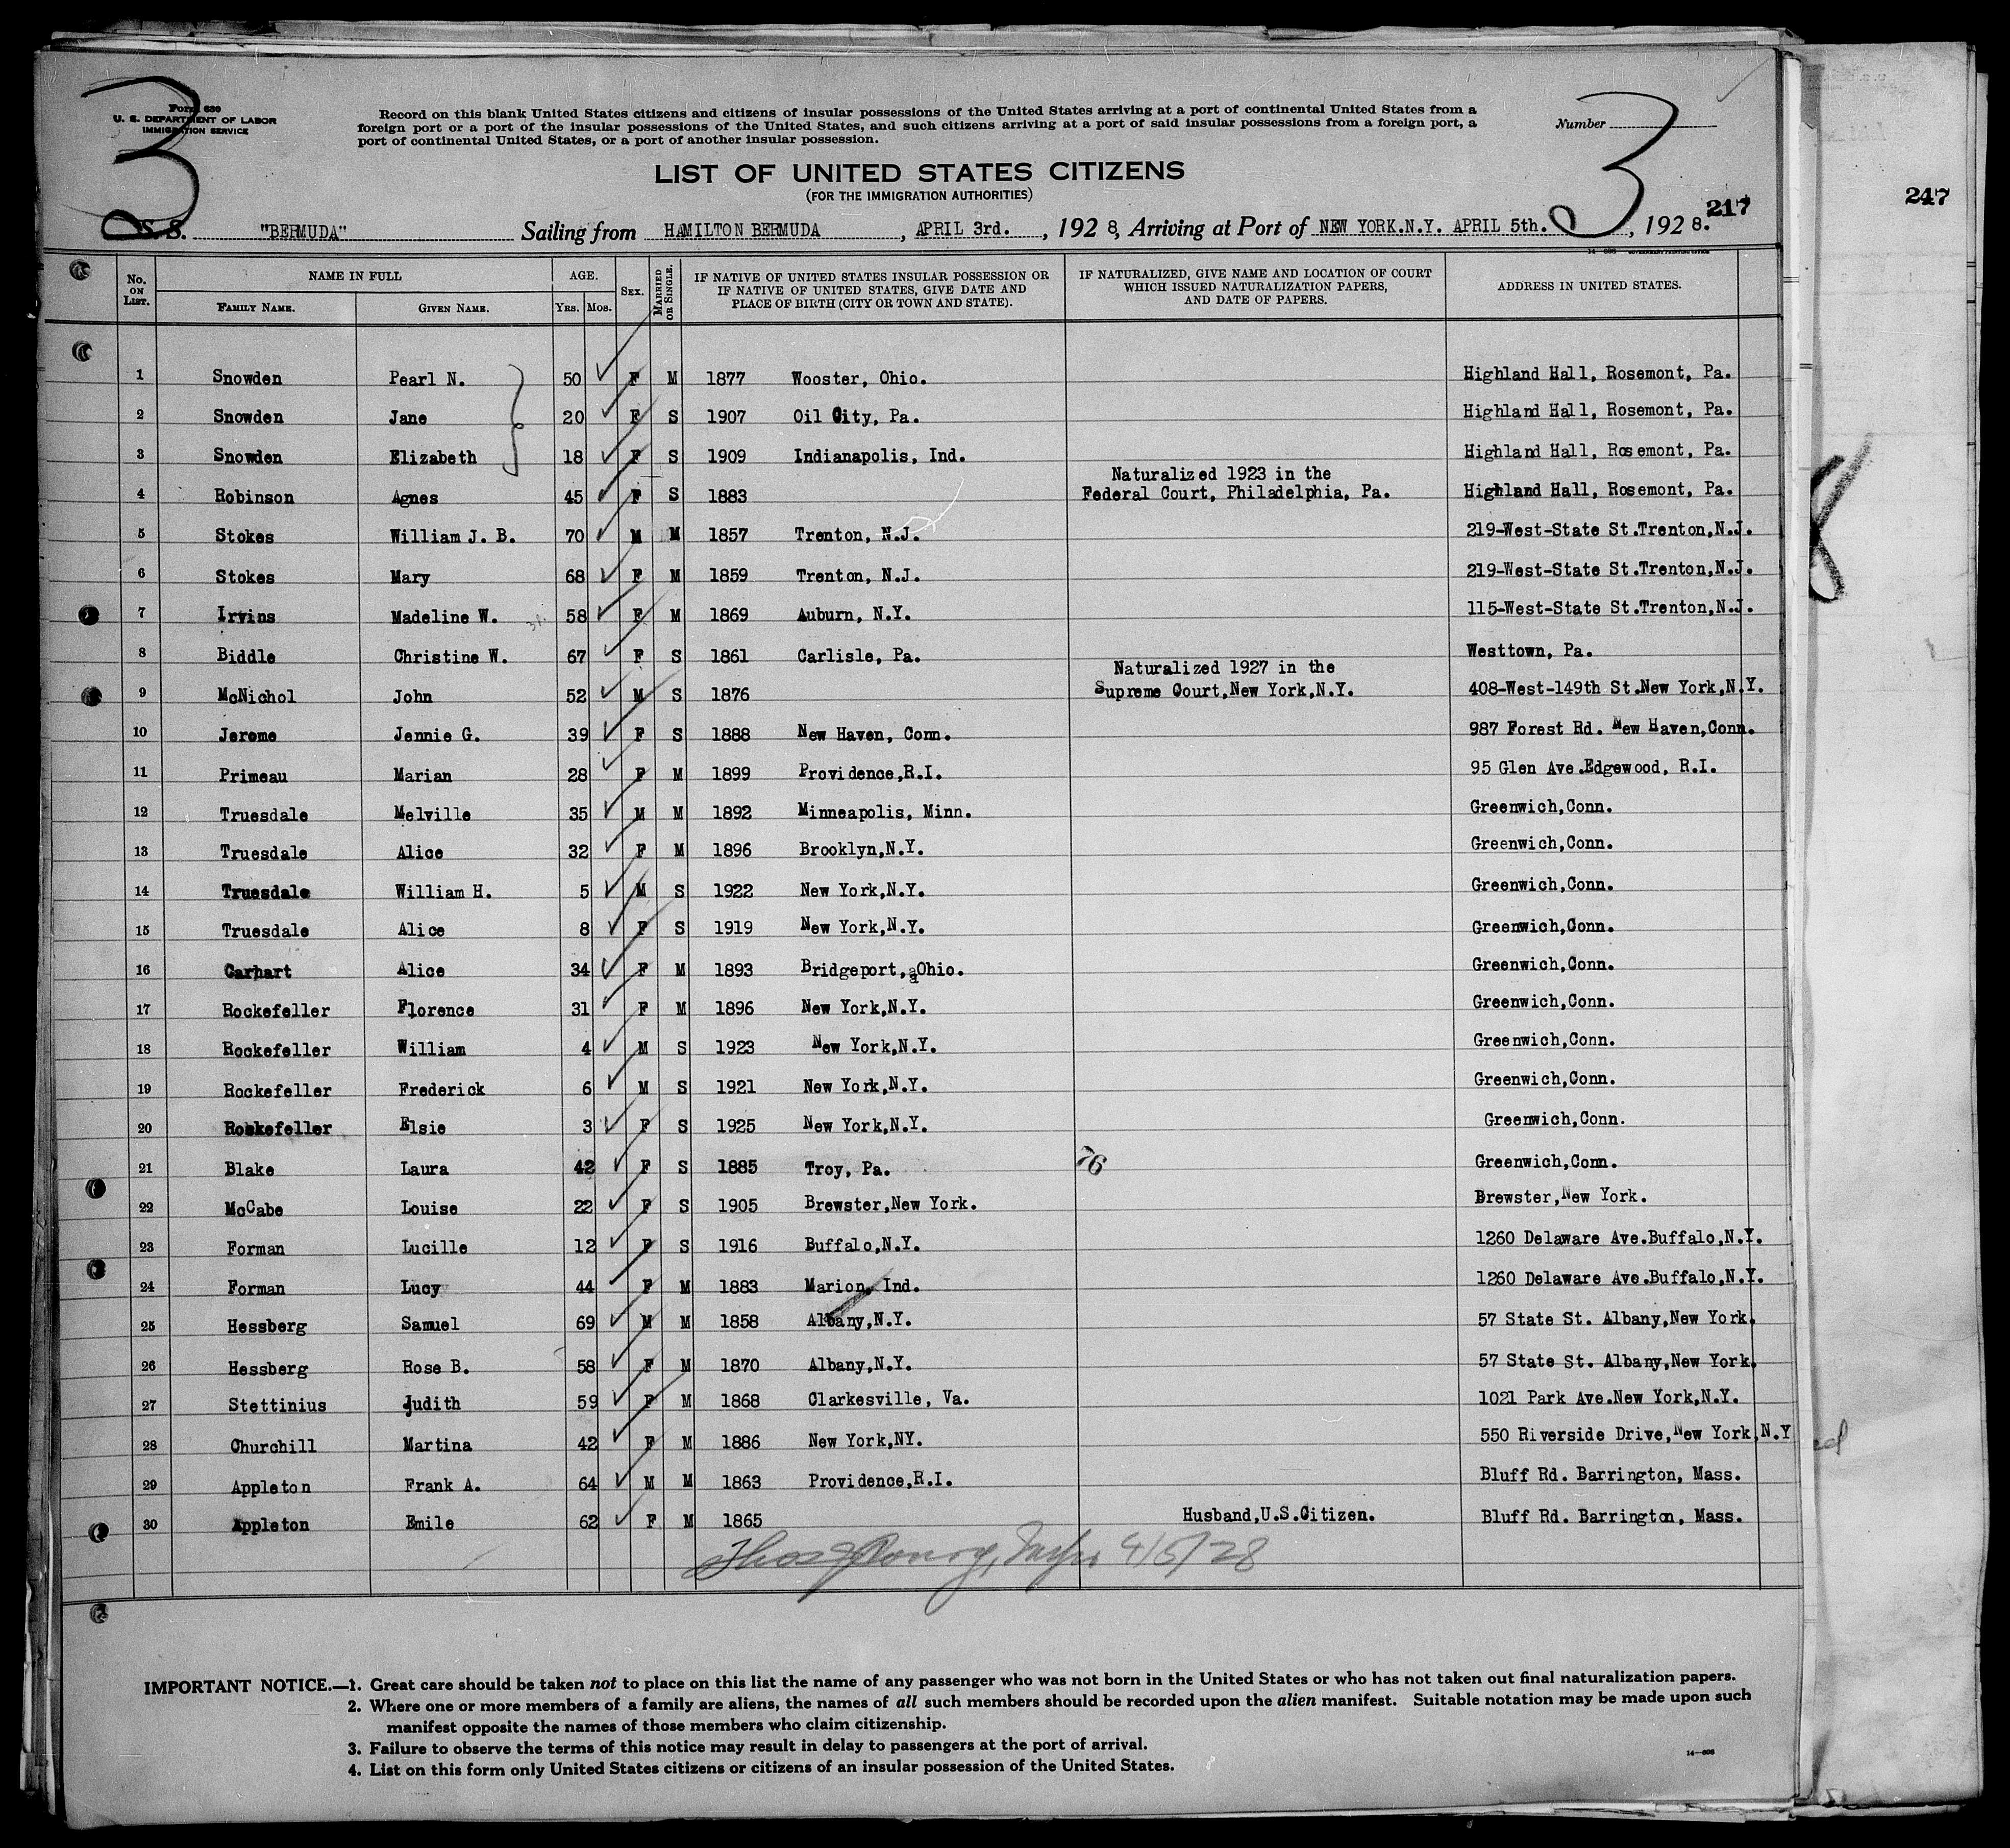 3
Form 630
U. S. DEPARTMENT OF LABOR
IMMIGRATION SERVICE
Record on this blank United States citizens and citizens of insular possessions of the United States arriving at a port of continental United States from a
foreign port or a port of the insular possessions of the United States, and such citizens arriving at a port of said insular possessions from a foreign port, a
port of continental United States, or a port of another insular possession.
Number 3
LIST OF UNITED STATES CITIZENS
(FOR THE IMMIGRATION AUTHORITIES)
217
247
S. S. "BERMUDA" Sailing from HAMILTON BERMUDA, APRIL 3rd., 1928, Arriving at Port of NEW YORK.N.Y. APRIL 5th., 1928.
14—608 GOVERNMENT PRINTING OFFICE
No. ON LIST. NAME IN FULL FAMILY NAME. GIVEN NAME. AGE. YRS. MOS. SEX. MARRIED OR SINGLE. IF NATIVE OF UNITED STATES INSULAR POSSESSION OR IF NATIVE OF UNITED STATES, GIVE DATE AND PLACE OF BIRTH (CITY OR TOWN AND STATE). IF NATURALIZED, GIVE NAME AND LOCATION OF COURT WHICH ISSUED NATURALIZATION PAPERS, AND DATE OF PAPERS. ADDRESS IN UNITED STATES.
1 Snowden Pearl N. 50 F M 1877 Wooster, Ohio. Highland Hall, Rosemont, Pa.
2 Snowden Jane 20 F S 1907 Oil City, Pa. Highland Hall, Rosemont, Pa.
3 Snowden Elizabeth 18 F S 1909 Indianapolis, Ind. Highland Hall, Rosemont, Pa.
4 Robinson Agnes 45 F S 1883 Naturalized 1923 in the Federal Court, Philadelphia, Pa. Highland Hall, Rosemont, Pa.
5 Stokes William J. B. 70 M M 1857 Trenton, N.J. 219-West-State St.Trenton,N.J.
6 Stokes Mary 68 F M 1859 Trenton, N.J. 219-West-State St.Trenton,N.J.
7 Irvins Madeline W. 58 F M 1869 Auburn, N.Y. 115-West-State St.Trenton,N.J.
8 Biddle Christine W. 67 F S 1861 Carlisle, Pa. Westtown, Pa.
9 McNichol John 52 M S 1876 Naturalized 1927 in the Supreme Court,New York,N.Y. 408-West-149th St.New York,N.Y.
10 Jerome Jennie G. 39 F S 1888 New Haven, Conn. 987 Forest Rd. New Haven,Conn.
11 Primeau Marian 28 F M 1899 Providence,R.I. 95 Glen Ave.Edgewood, R.I.
12 Truesdale Melville 35 M M 1892 Minneapolis, Minn. Greenwich,Conn.
13 Truesdale Alice 32 F M 1896 Brooklyn,N.Y. Greenwich,Conn.
14 Truesdale William H. 5 M S 1922 New York,N.Y. Greenwich,Conn.
15 Truesdale Alice 8 F S 1919 New York,N.Y. Greenwich,Conn.
16 Carhart Alice 34 F M 1893 Bridgeport, Ohio. Greenwich,Conn.
17 Rockefeller Florence 31 F M 1896 New York,N.Y. Greenwich,Conn.
18 Rockefeller William 4 M S 1923 New York,N.Y. Greenwich,Conn.
19 Rockefeller Frederick 6 M S 1921 New York,N.Y. Greenwich,Conn.
20 Rockefeller Elsie 3 F S 1925 New York,N.Y. Greenwich,Conn.
21 Blake Laura 42 F S 1885 Troy, Pa. 76 Greenwich,Conn.
22 McCabe Louise 22 F S 1905 Brewster,New York. Brewster,New York.
23 Forman Lucille 12 F S 1916 Buffalo,N.Y. 1260 Delaware Ave.Buffalo,N.Y.
24 Forman Lucy 44 F M 1883 Marion, Ind. 1260 Delaware Ave.Buffalo,N.Y.
25 Hessberg Samuel 69 M M 1858 Albany,N.Y. 57 State St. Albany,New York.
26 Hessberg Rose B. 58 F M 1870 Albany,N.Y. 57 State St. Albany,New York.
27 Stettinius Judith 59 F M 1868 Clarkesville, Va. 1021 Park Ave.New York,N.Y.
28 Churchill Martina 42 F M 1886 New York,NY. 550 Riverside Drive,New York,N.Y
29 Appleton Frank A. 64 M M 1863 Providence,R.I. Bluff Rd. Barrington, Mass.
30 Appleton Emile 62 F M 1865 Husband,U.S.Citizen. Bluff Rd. Barrington, Mass.
4/5/28
IMPORTANT NOTICE.—1. Great care should be taken not to place on this list the name of any passenger who was not born in the United States or who has not taken out final naturalization papers.
2. Where one or more members of a family are aliens, the names of all such members should be recorded upon the alien manifest. Suitable notation may be made upon such
manifest opposite the names of those members who claim citizenship.
3. Failure to observe the terms of this notice may result in delay to passengers at the port of arrival.
4. List on this form only United States citizens or citizens of an insular possession of the United States.
14—608